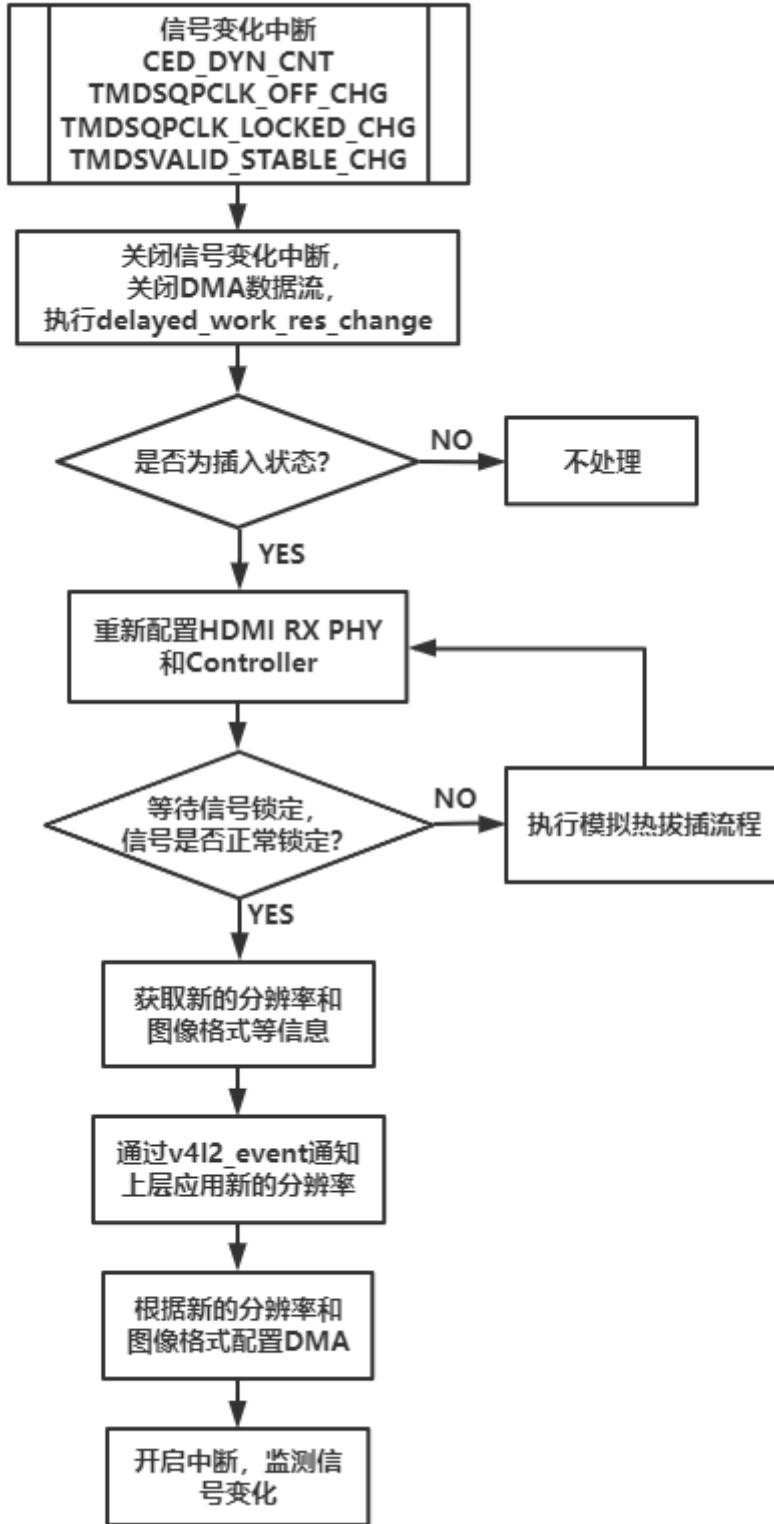 信号变化中断
CED_DYN_CNT
TMDSQPCLK_OFF_CHG
TMDSQPCLK_LOCKED_CHG
TMDSVALID_STABLE_CHG
关闭信号变化中断，
关闭DMA数据流，
执行delayed_work_res_change
是否为插入状态？
NO
不处理
YES
重新配置HDMI RX PHY
和Controller
等待信号锁定，
信号是否正常锁定？
NO
执行模拟热拔插流程
YES
获取新的分辨率和
图像格式等信息
通过v4l2_event通知
上层应用新的分辨率
根据新的分辨率和
图像格式配置DMA
开启中断，监测信
号变化